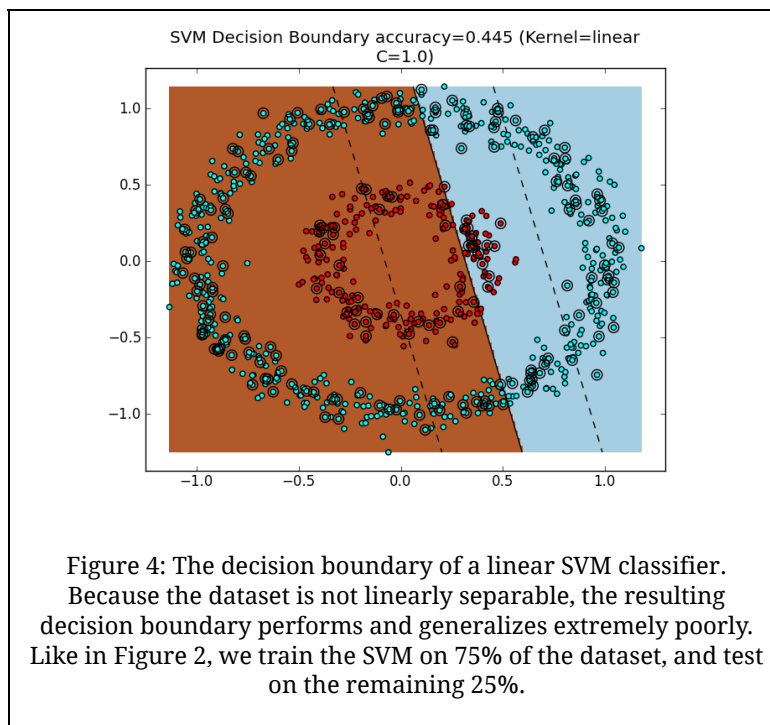 SVM Decision Boundary accuracy=0.445 (Kernel=linear
C=1.0)
1.0
0.5
0.0
−0.5
−1.0
−1.0 −0.5 0.0 0.5 1.0
Figure 4: The decision boundary of a linear SVM classifier.
Because the dataset is not linearly separable, the resulting
decision boundary performs and generalizes extremely poorly.
Like in Figure 2, we train the SVM on 75% of the dataset, and test
on the remaining 25%.